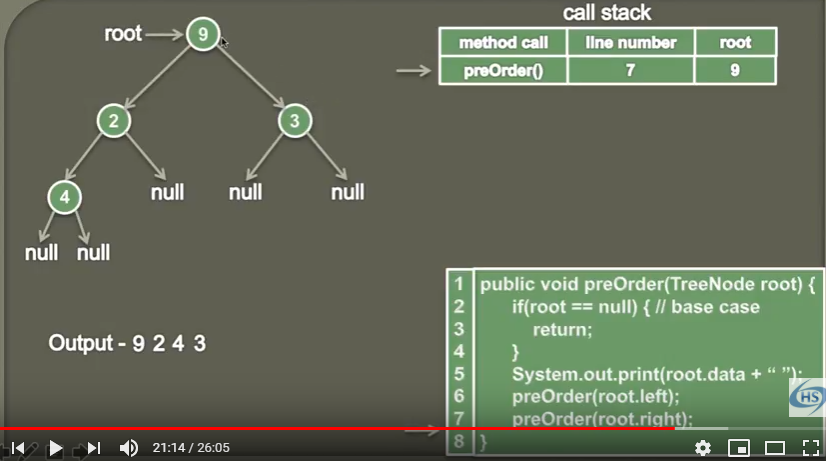 call stack
root
9
method call line number root
preOrder() 7 9
2
3
4
null
null
null
null
null
Output - 9 2 4 3
1 public void preOrder(TreeNode root) {
2 if(root == null) { // base case
3 return;
4 }
5 System.out.print(root.data + “ ”);
6 preOrder(root.left);
7 preOrder(root.right);
8 }
HS
21:14 / 26:05